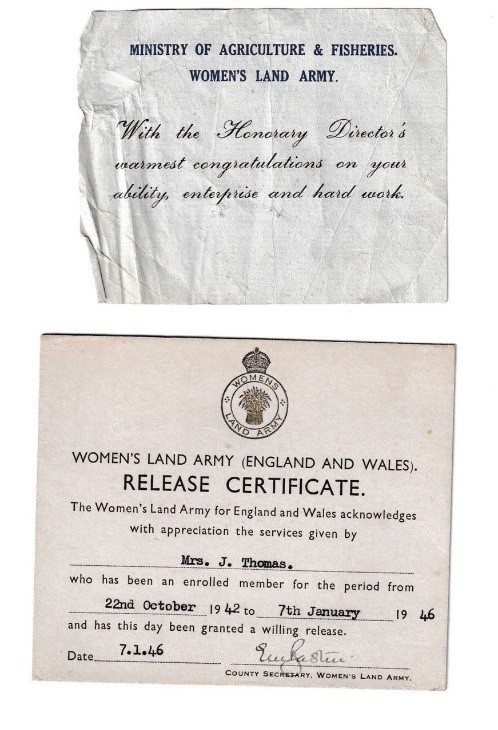 MINISTRY OF AGRICULTURE & FISHERIES.
WOMEN'S LAND ARMY.
With the Honorary Director's
warmest congratulations on your
ability, enterprise and hard work.
WOMENS
LAND ARMY
WOMEN'S LAND ARMY (ENGLAND AND WALES).
RELEASE CERTIFICATE.
The Women's Land Army for England and Wales acknowledges
with appreciation the services given by
Mrs. J. Thomas.
who has been an enrolled member for the period from
22nd October 1942 to 7th January 1946
and has this day been granted a willing release.
Date 7.1.46
COUNTY SECRETARY, WOMEN'S LAND ARMY.